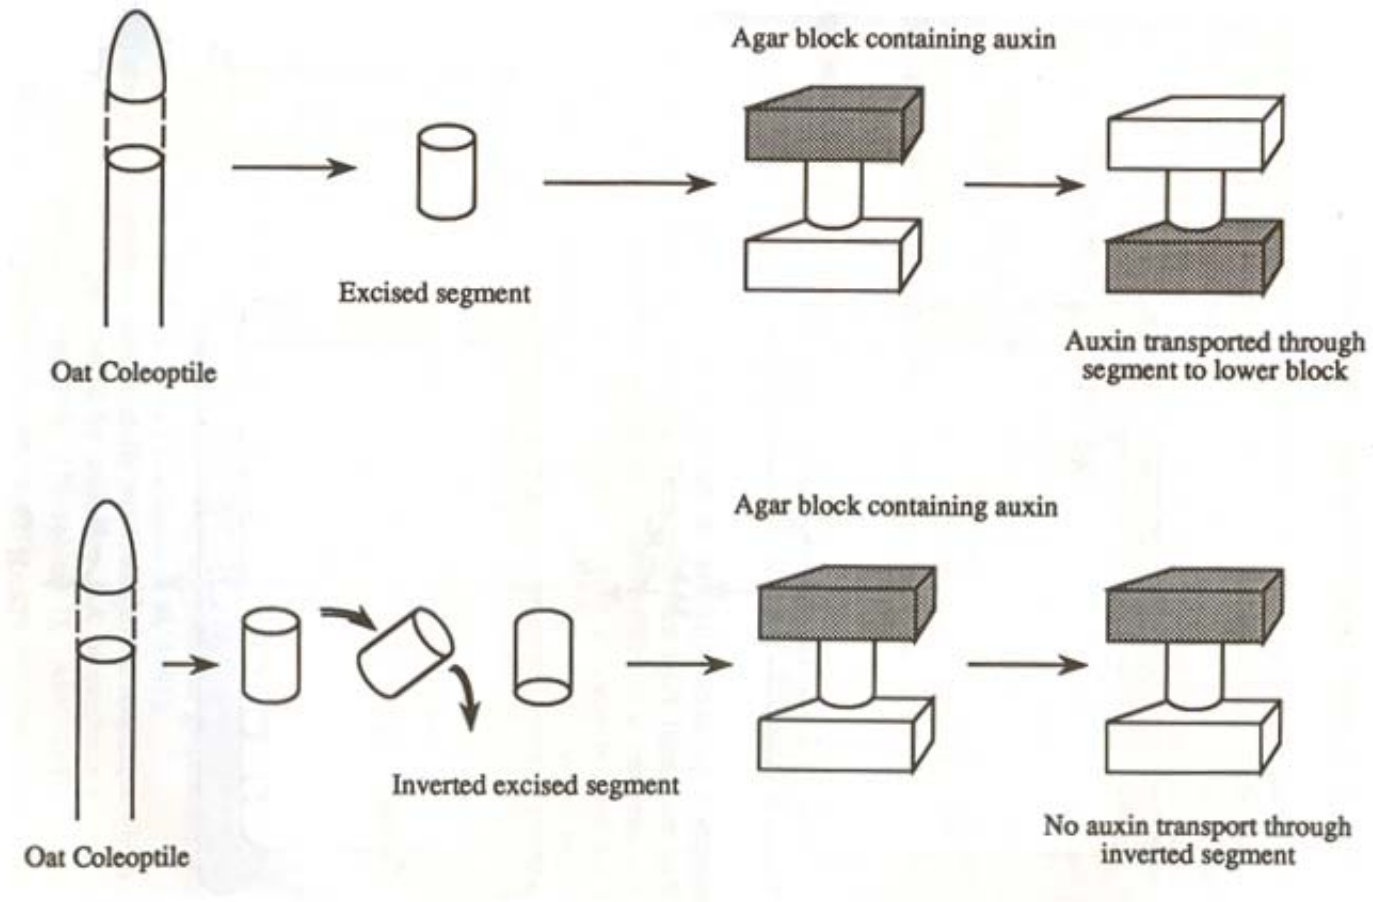 Agar block containing auxin
Excised segment
Oat Coleoptile
Auxin transported through
segment to lower block
Agar block containing auxin
Inverted excised segment
Oat Coleoptile
No auxin transport through
inverted segment